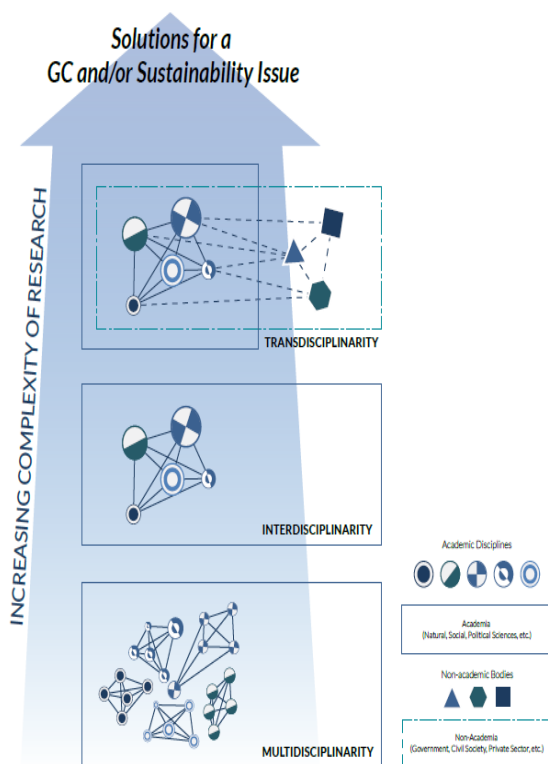 Solutions for a
GC and/or Sustainability Issue
INCREASING COMPLEXITY OF RESEARCH
TRANSDISCIPLINARITY
INTERDISCIPLINARITY
MULTIDISCIPLINARITY
Academic Disciplines
Academia
(Natural, Social, Political Sciences, etc.)
Non-academic Bodies
Non-Academia
(Government, Civil Society, Private Sector, etc.)